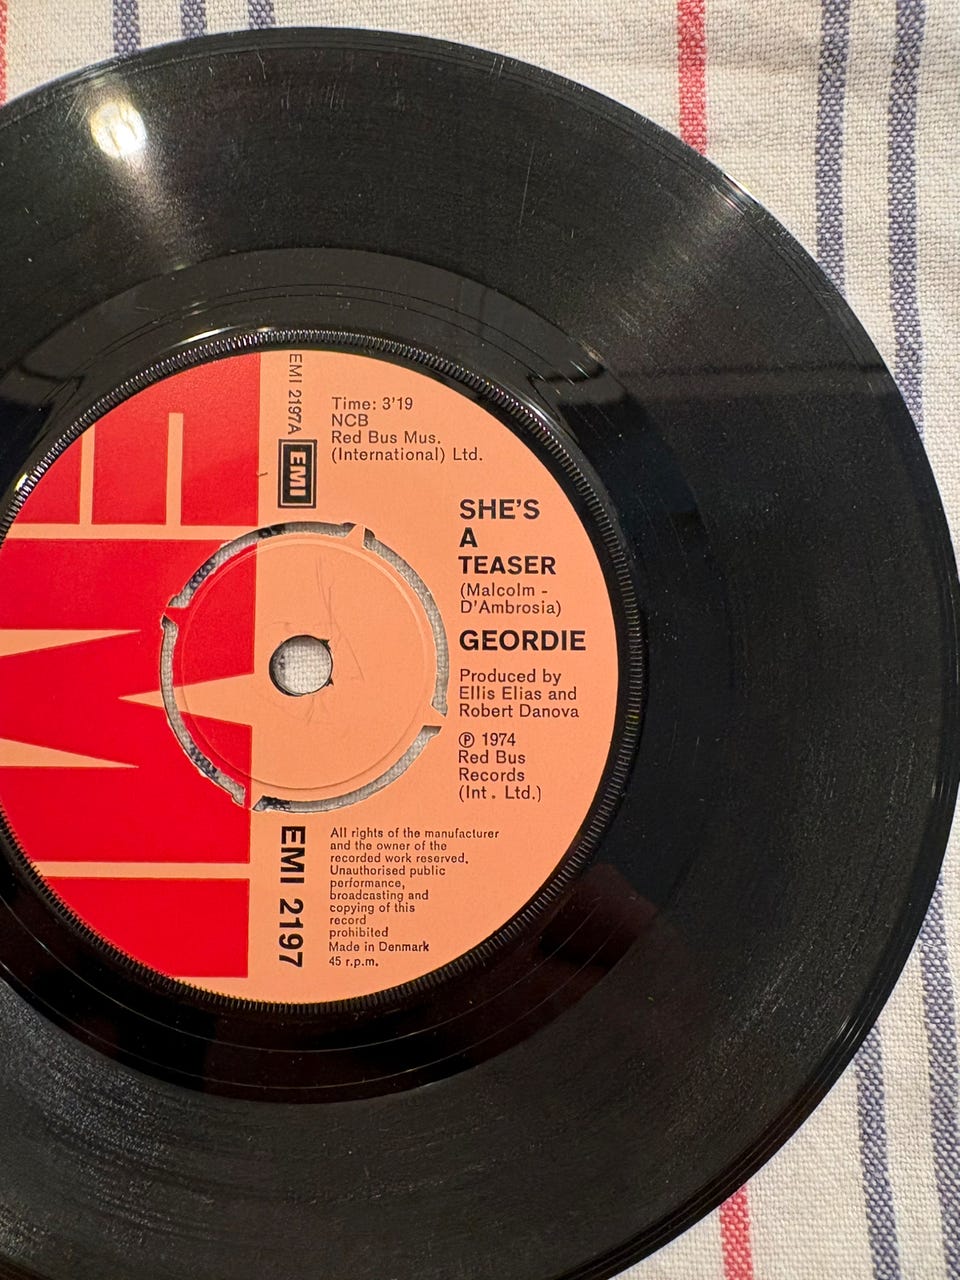 EMI
EMI 2197A
EMI
Time: 3'19
NCB
Red Bus Mus.
(International) Ltd.
SHE'S
A
TEASER
(Malcolm -
D'Ambrosia)
GEORDIE
Produced by
Ellis Elias and
Robert Danova
℗ 1974
Red Bus
Records
(Int. Ltd.)
EMI 2197
All rights of the manufacturer
and the owner of the
recorded work reserved.
Unauthorised public
performance,
broadcasting and
copying of this
record
prohibited
Made in Denmark
45 r.p.m.